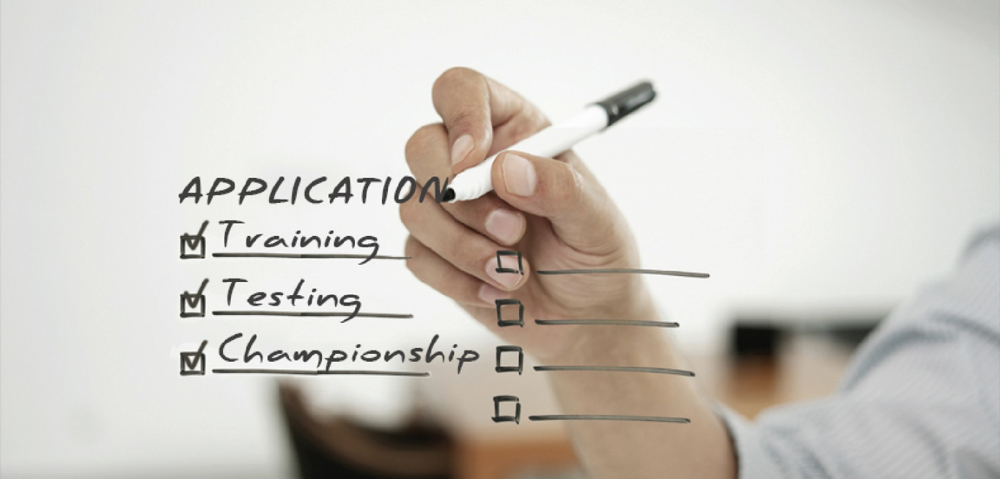 APPLICATION
Training
Testing
Championship